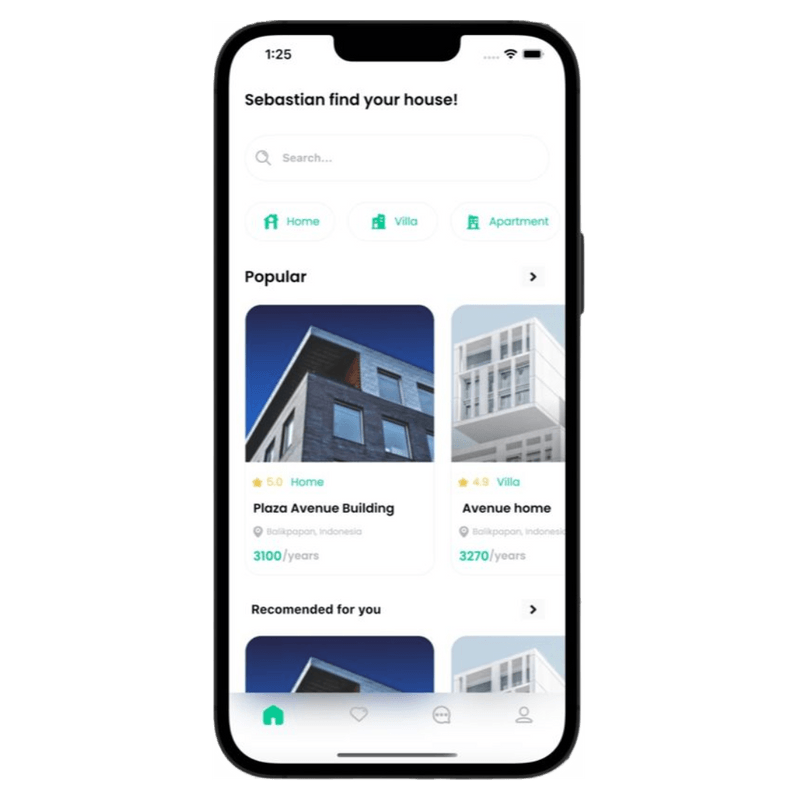 1:25
Sebastian find your house!
Search...
Home Villa Apartment
Popular
5.0 Home
Plaza Avenue Building
Balikpapan, Indonesia
3100/years
4.9 Villa
Avenue home
Balikpapan, Indonesia
3270/years
Recomended for you